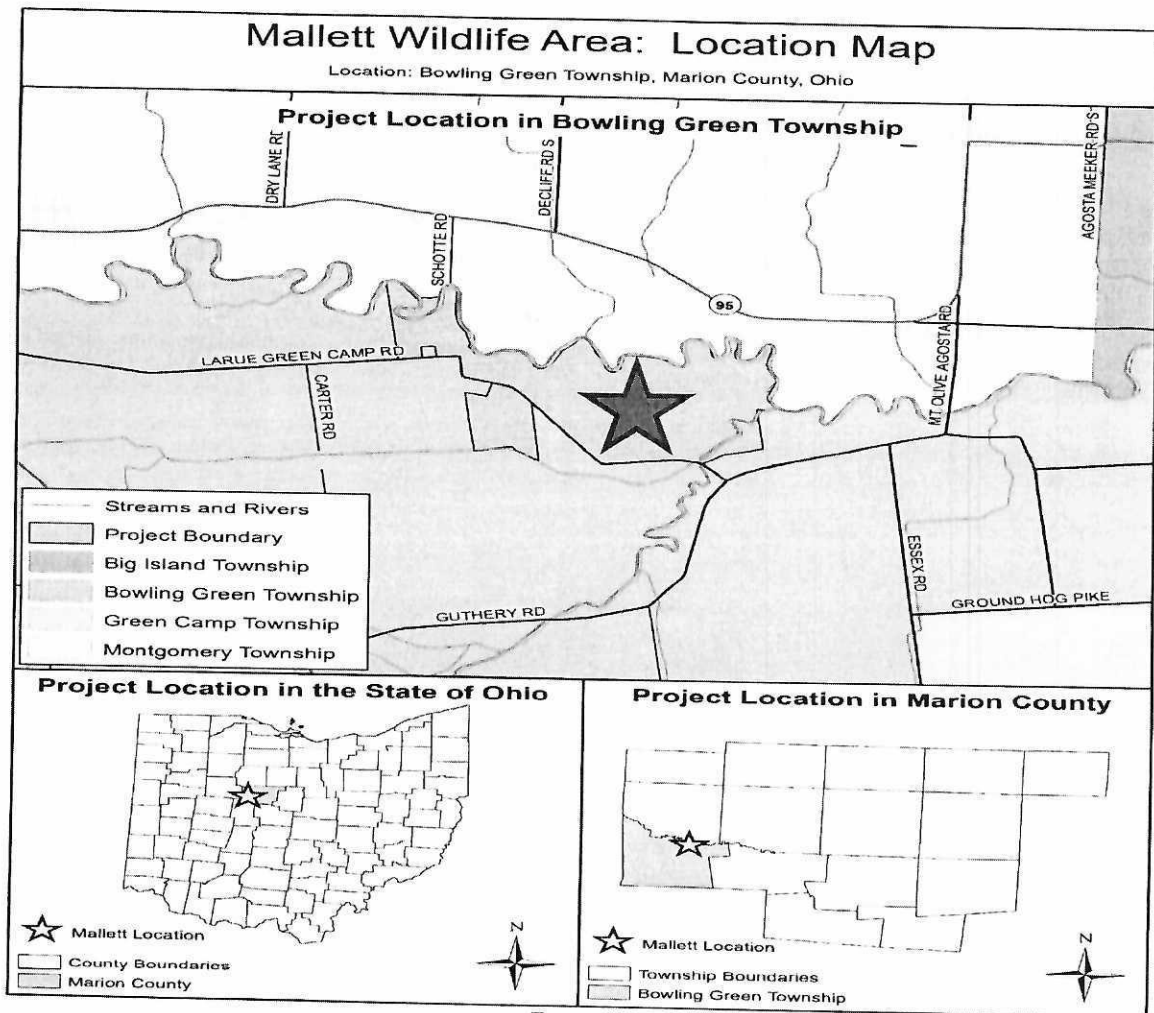 Mallett Wildlife Area: Location Map
Location: Bowling Green Township, Marion County, Ohio
Project Location in Bowling Green Township
DRY LANE RD
SCHOTTE RD
DECLIFF RD S
AGOSTA MEEKER RD S
95
MT OLIVE AGOSTA RD
LARUE GREEN CAMP RD
CARTER RD
ESSEX RD
GROUND HOG PIKE
GUTHERY RD
Streams and Rivers
Project Boundary
Big Island Township
Bowling Green Township
Green Camp Township
Montgomery Township
Project Location in the State of Ohio
Mallett Location
County Boundaries
Marion County
N
Project Location in Marion County
Mallett Location
Township Boundaries
Bowling Green Township
N